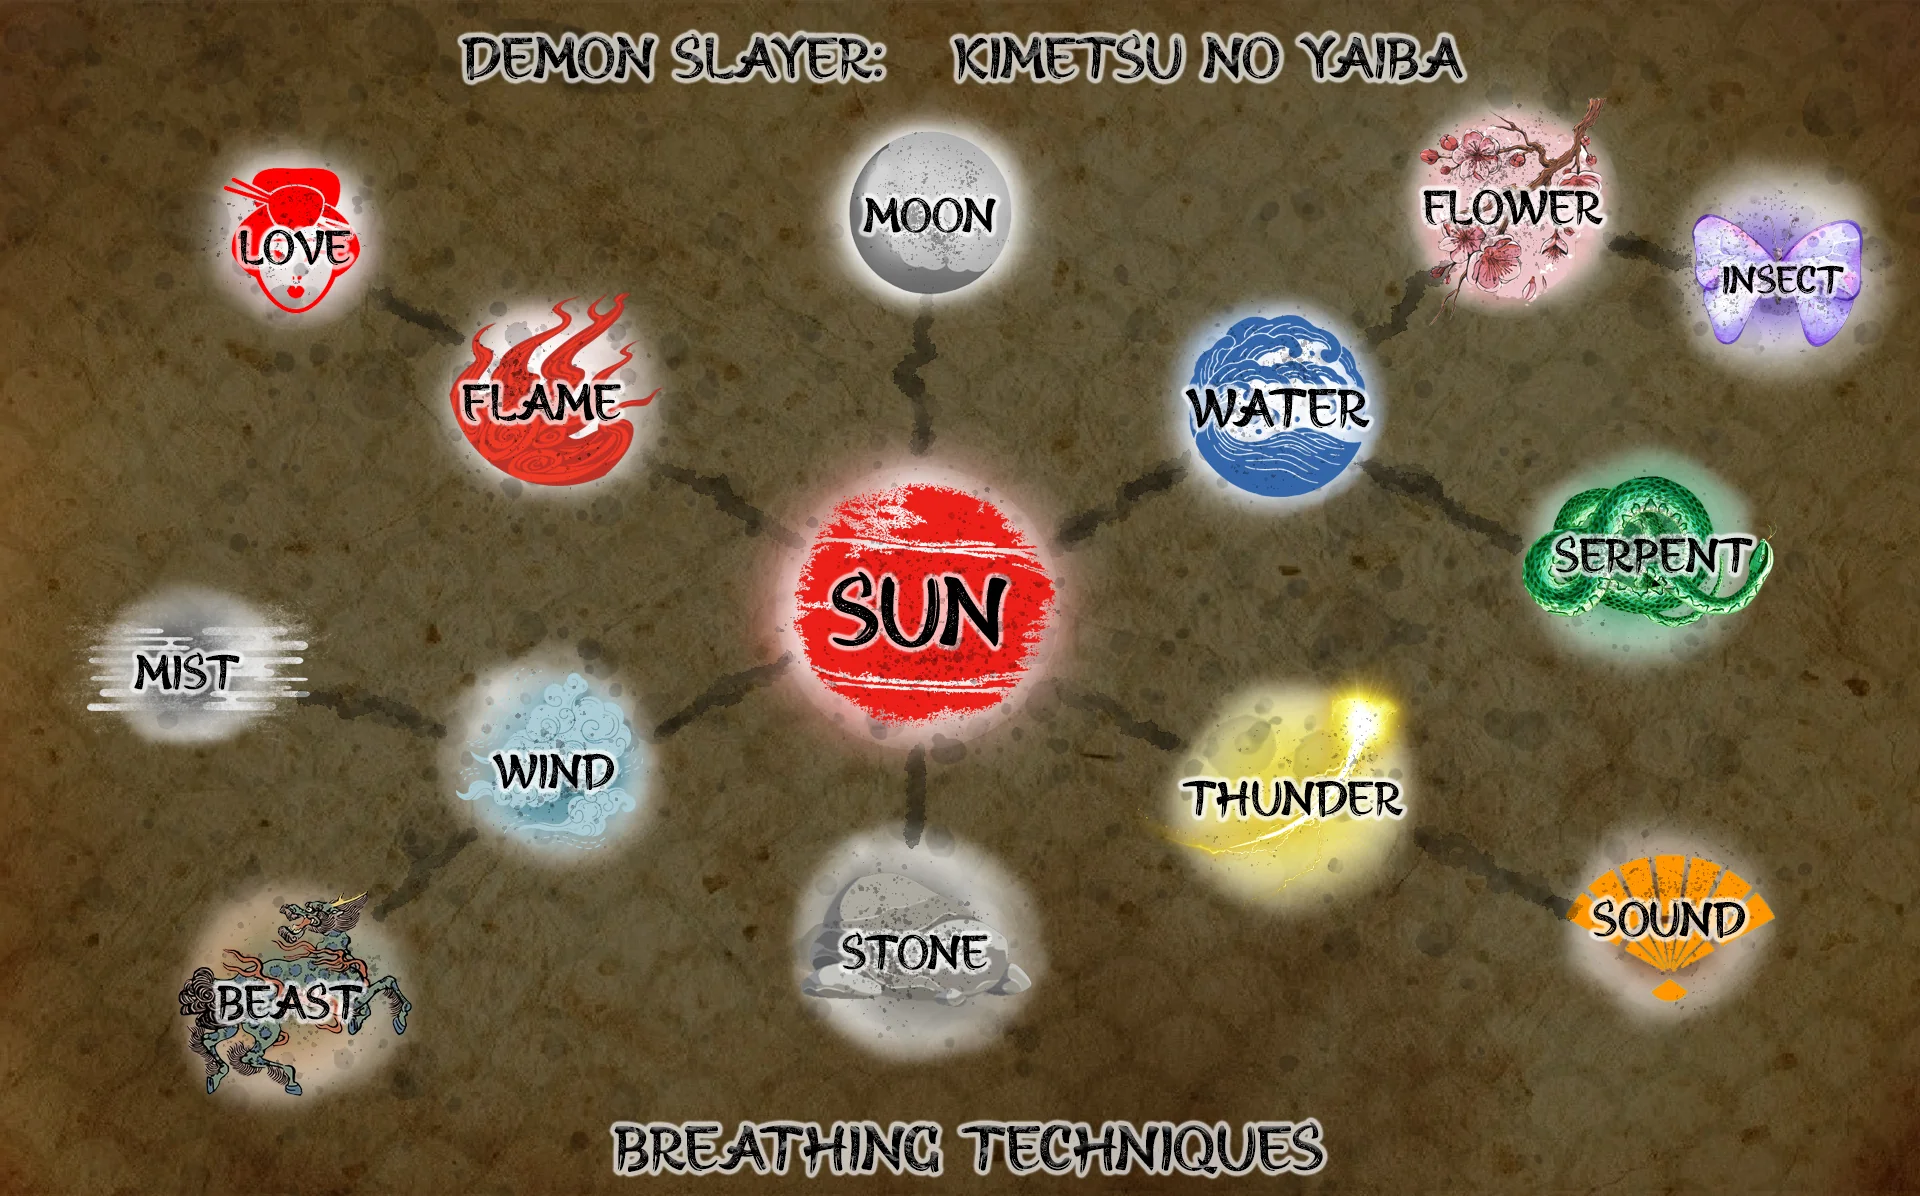 DEMON SLAYER: KIMETSU NO YAIBA
MOON
FLOWER
LOVE
INSECT
FLAME
WATER
SERPENT
SUN
MIST
WIND
THUNDER
SOUND
STONE
BEAST
BREATHING TECHNIQUES